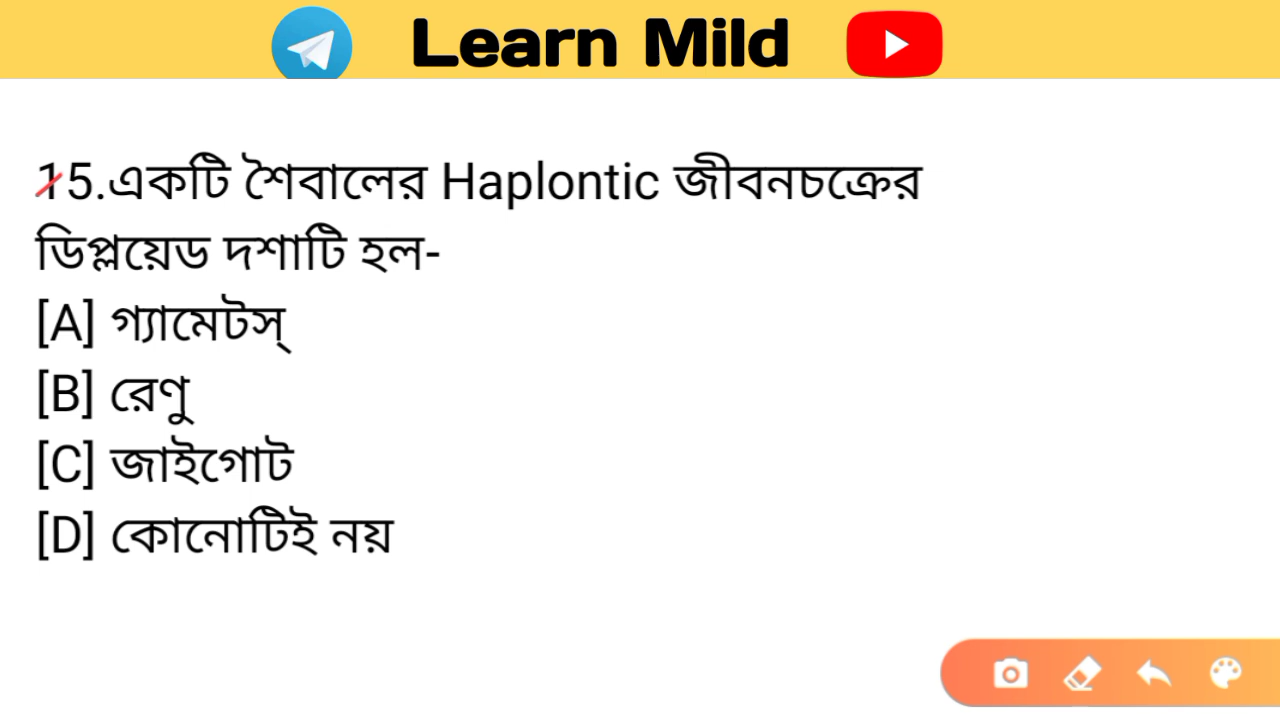 Learn Mild
15.একটি শৈবালের Haplontic জীবনচক্রের
ডিপ্লয়েড দশাটি হল-
[A] গ্যামেটস্
[B] রেণু
[C] জাইগোট
[D] কোনোটিই নয়